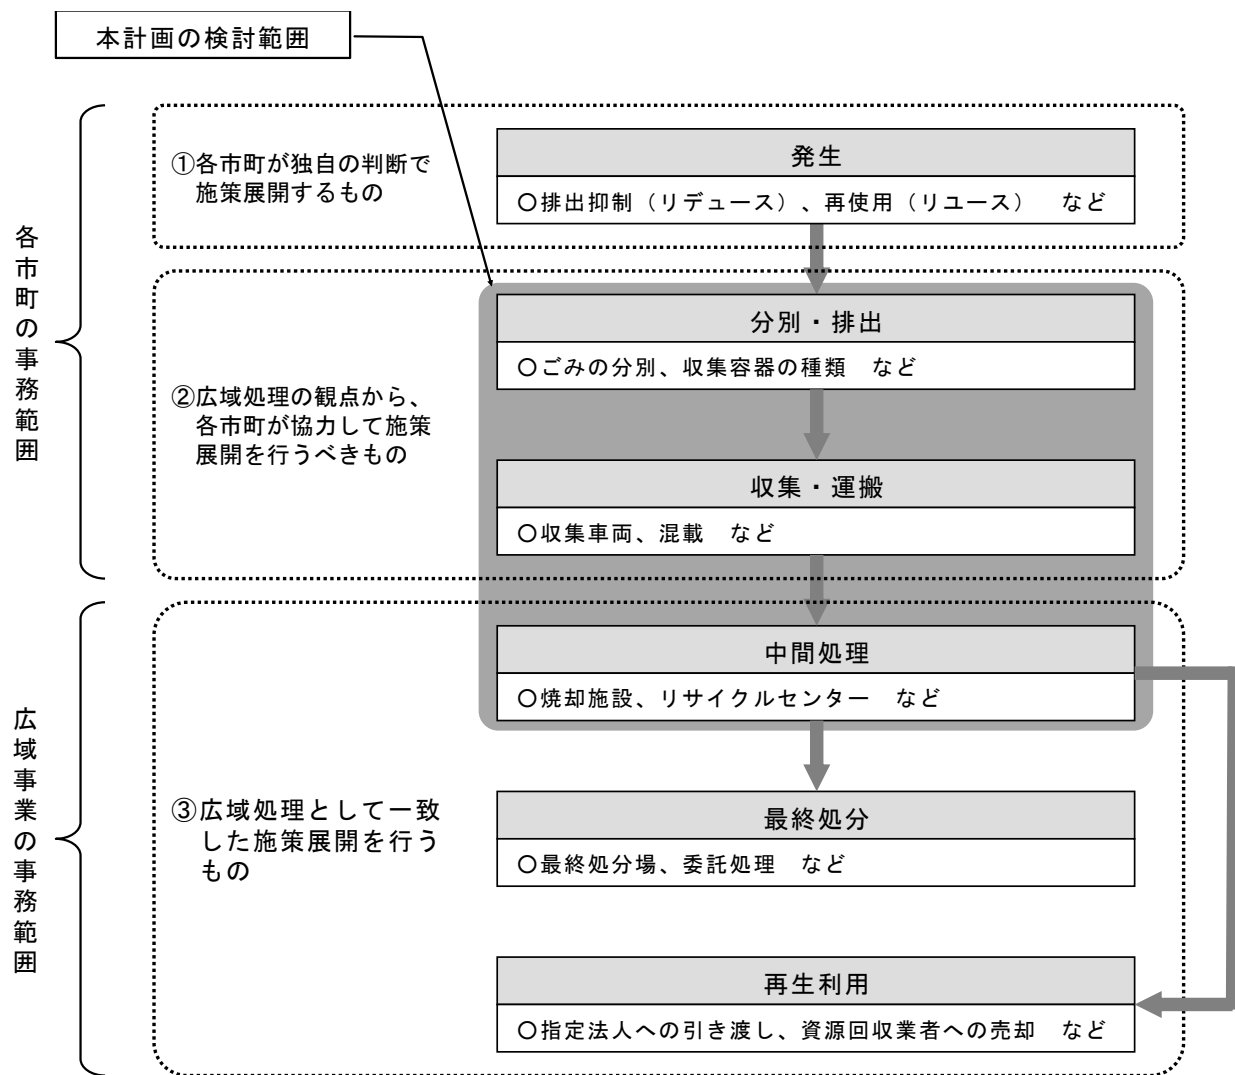 本計画の検討範囲
各市町の事務範囲
①各市町が独自の判断で
施策展開するもの
発生
〇排出抑制（リデュース）、再使用（リユース）　など
②広域処理の観点から、
各市町が協力して施策
展開を行うべきもの
分別・排出
〇ごみの分別、収集容器の種類　など
収集・運搬
〇収集車両、混載　など
広域事業の事務範囲
③広域処理として一致
した施策展開を行う
もの
中間処理
〇焼却施設、リサイクルセンター　など
最終処分
〇最終処分場、委託処理　など
再生利用
〇指定法人への引き渡し、資源回収業者への売却　など